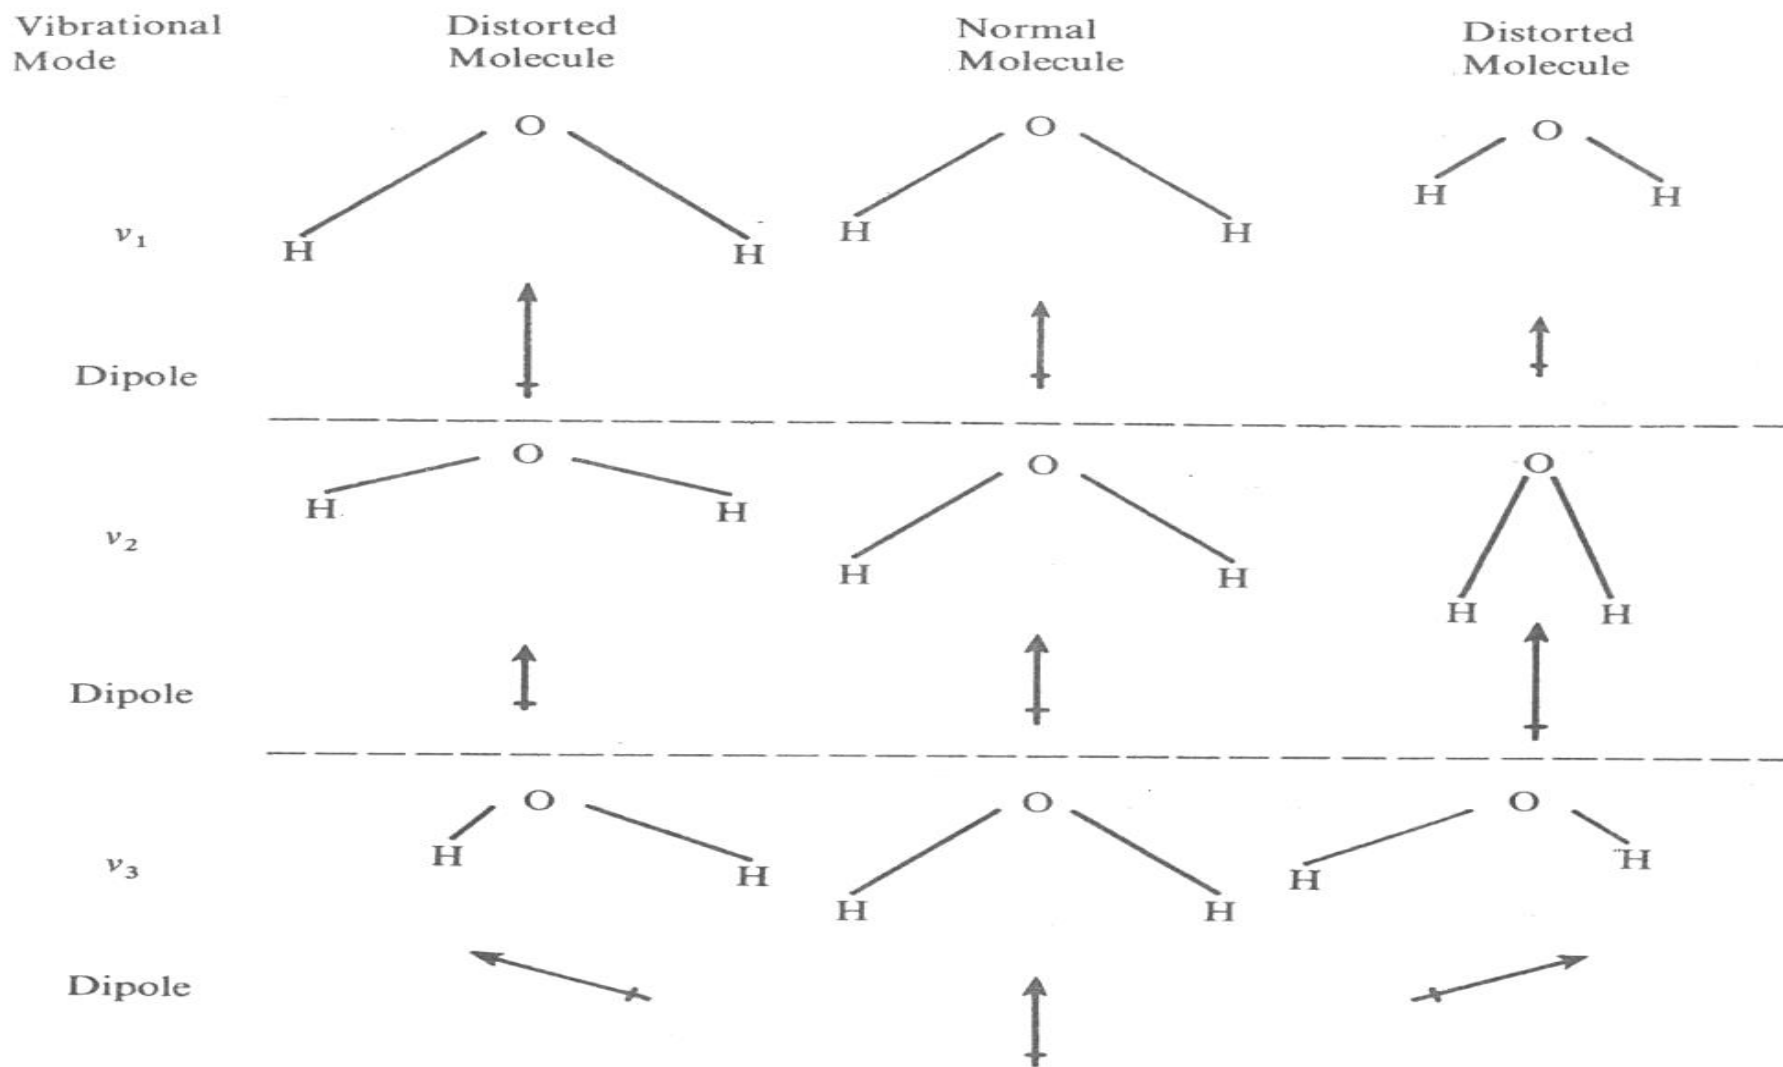 Vibrational Mode
Distorted Molecule
Normal Molecule
Distorted Molecule
O O O
H H H H H H
ν₁
Dipole
O O O
H H H H H H
ν₂
Dipole
O O O
H H H H H H
ν₃
Dipole